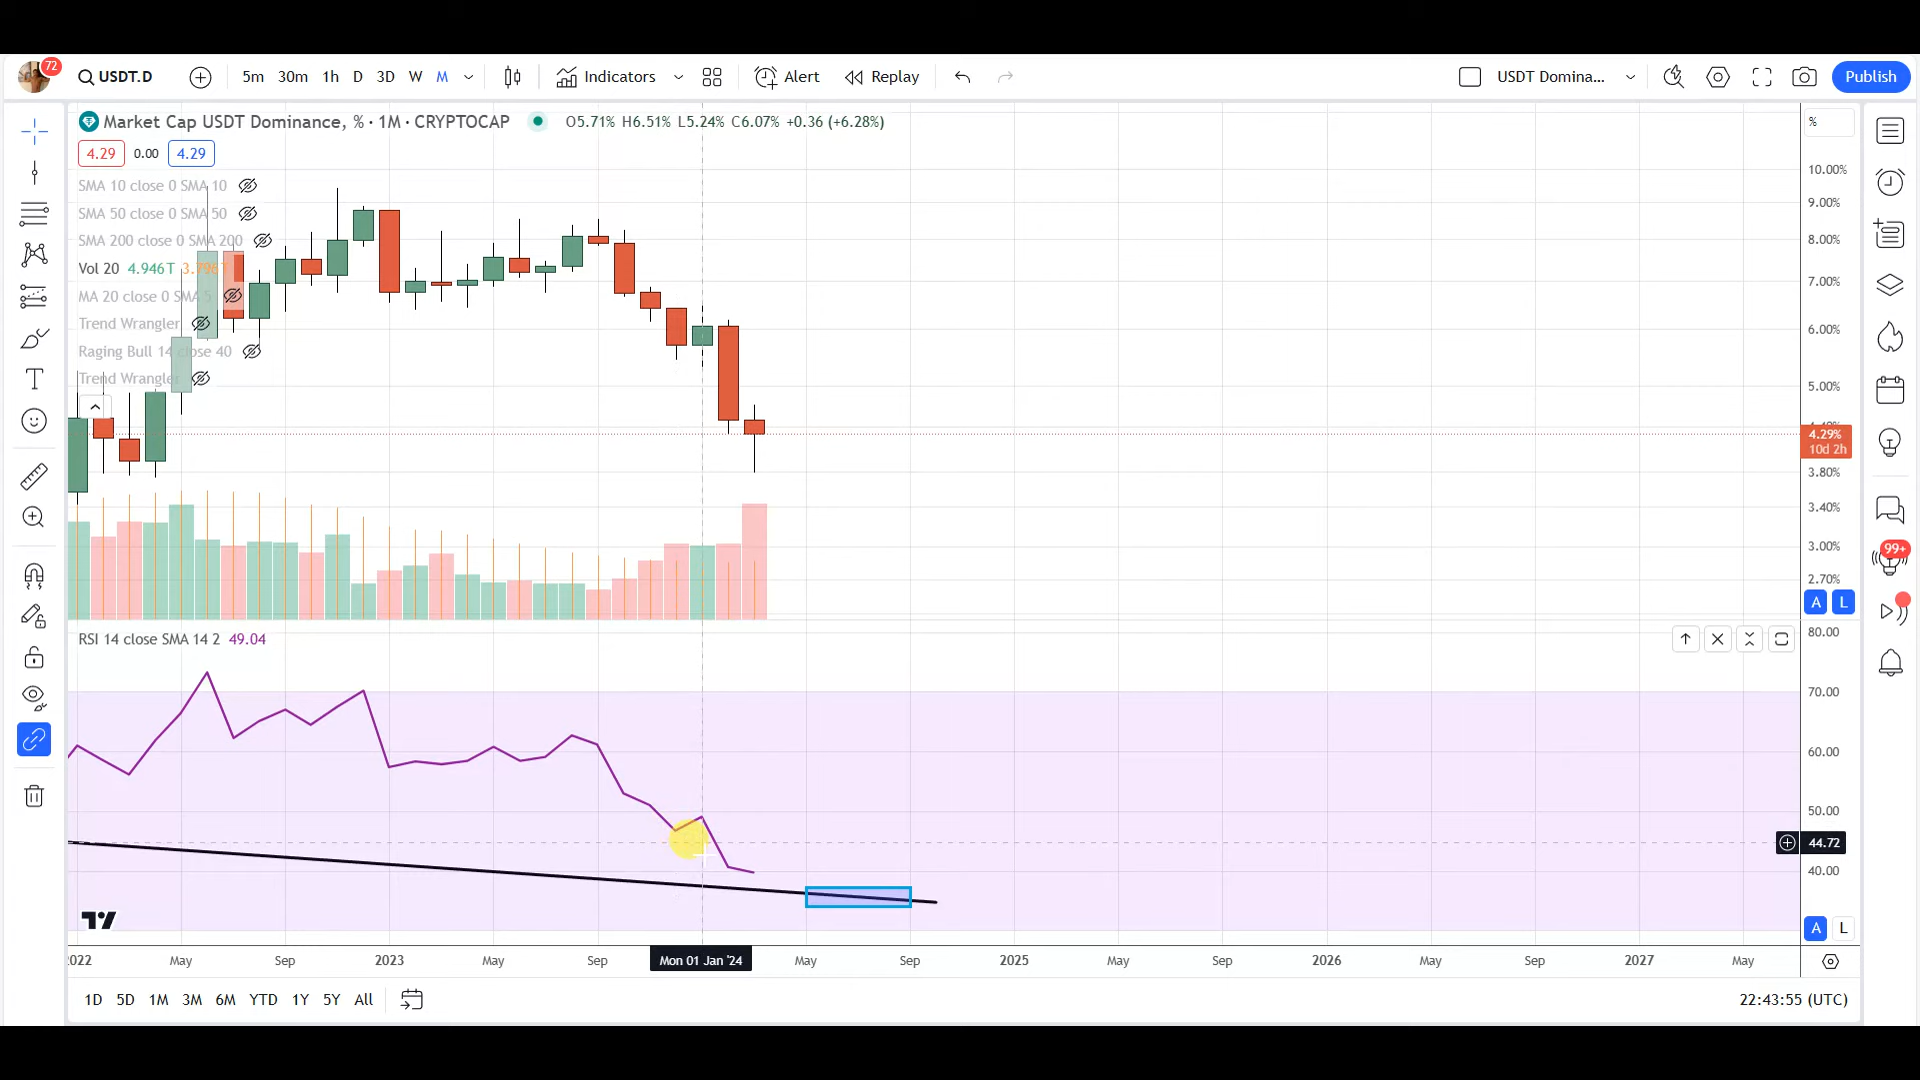 72
USDT.D
5m 30m 1h D 3D W M
Indicators
Alert
Replay
USDT Domina...
Publish
Market Cap USDT Dominance, % · 1M · CRYPTOCAP
O5.71% H6.51% L5.24% C6.07% +0.36 (+6.28%)
%
4.29 0.00 4.29
10.00%
SMA 10 close 0 SMA 10
9.00%
SMA 50 close 0 SMA 50
SMA 200 close 0 SMA 200
8.00%
Vol 20 4.946T
7.00%
MA 20 close 0 SMA 5
Trend Wrangler
6.00%
Raging Bull 14 close 40
Trend Wrangler
5.00%
4.29%
10d 2h
3.80%
3.40%
3.00%
99+
2.70%
A L
RSI 14 close SMA 14 2 49.04
80.00
70.00
60.00
50.00
44.72
40.00
A L
2022 May Sep 2023 May Sep Mon 01 Jan '24 May Sep 2025 May Sep 2026 May Sep 2027 May
1D 5D 1M 3M 6M YTD 1Y 5Y All
22:43:55 (UTC)